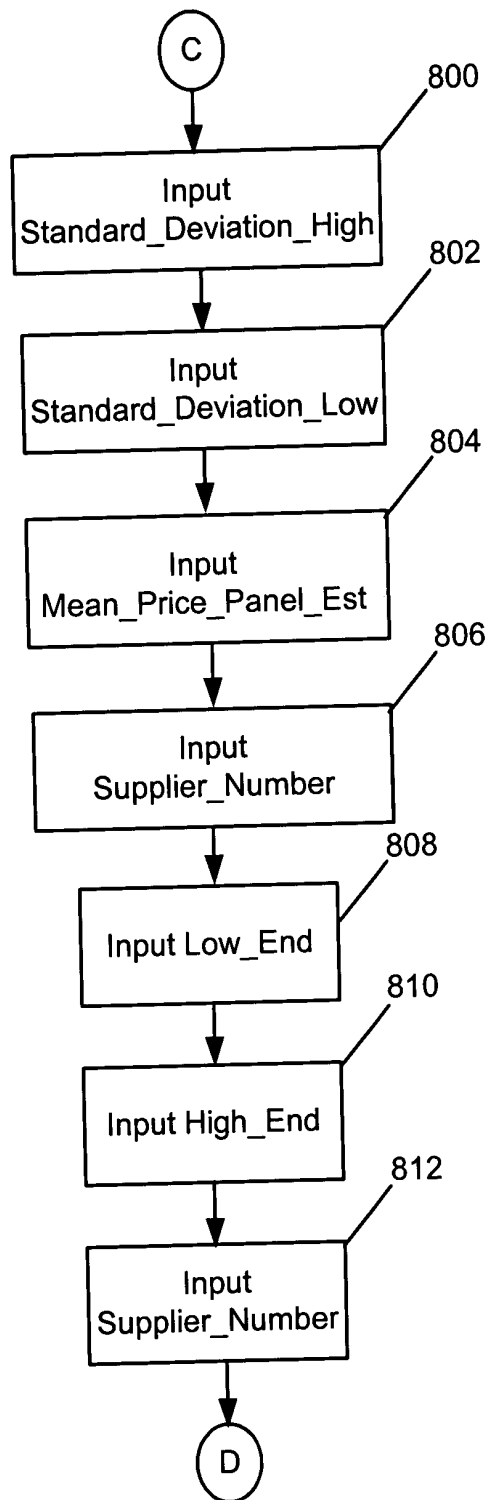 C
800
Input
Standard_Deviation_High
802
Input
Standard_Deviation_Low
804
Input
Mean_Price_Panel_Est
806
Input
Supplier_Number
808
Input Low_End
810
Input High_End
812
Input
Supplier_Number
D